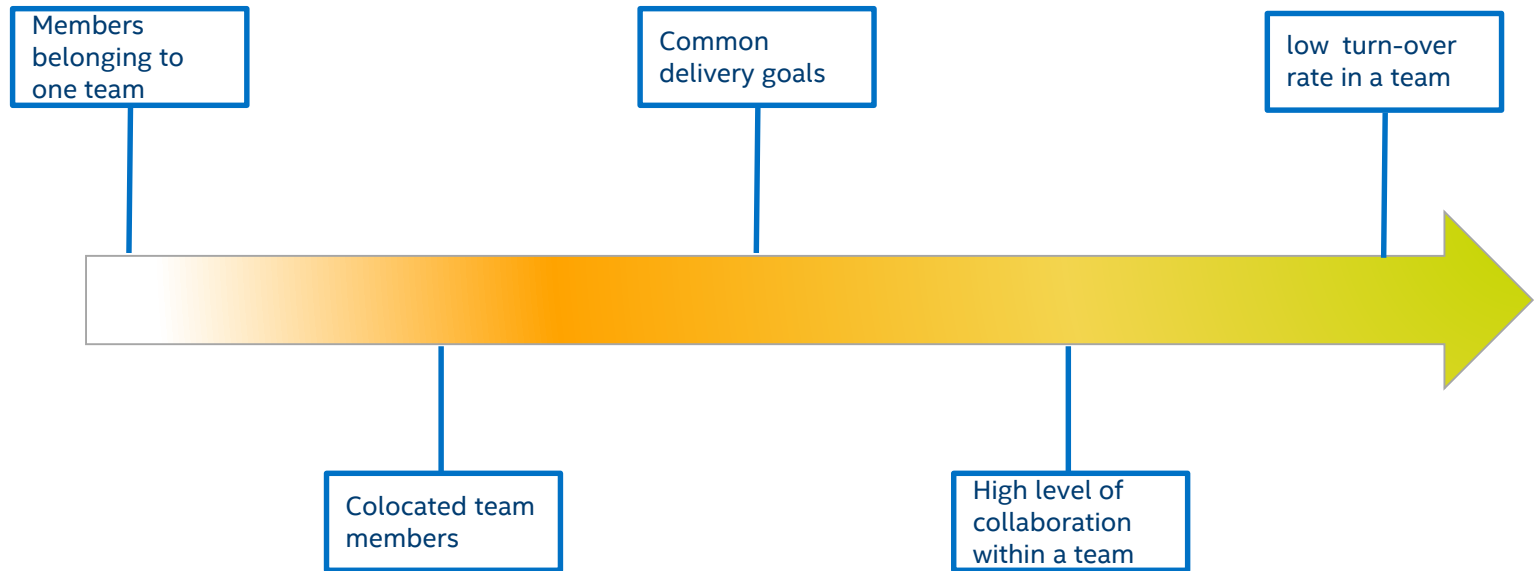 Members
belonging to
one team
Common
delivery goals
low  turn-over
rate in a team
Colocated team
members
High level of
collaboration
within a team